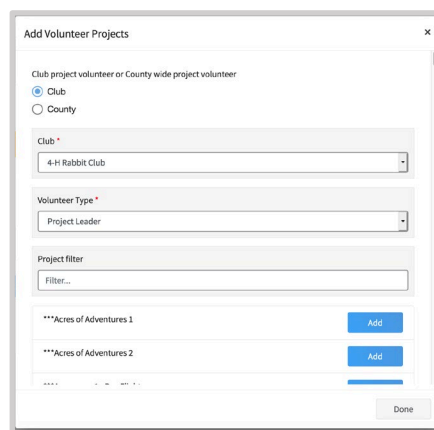 Add Volunteer Projects ×
Club project volunteer or County wide project volunteer
Club
County
Club *
4-H Rabbit Club
Volunteer Type *
Project Leader
Project filter
Filter...
***Acres of Adventures 1 Add
***Acres of Adventures 2 Add
Done